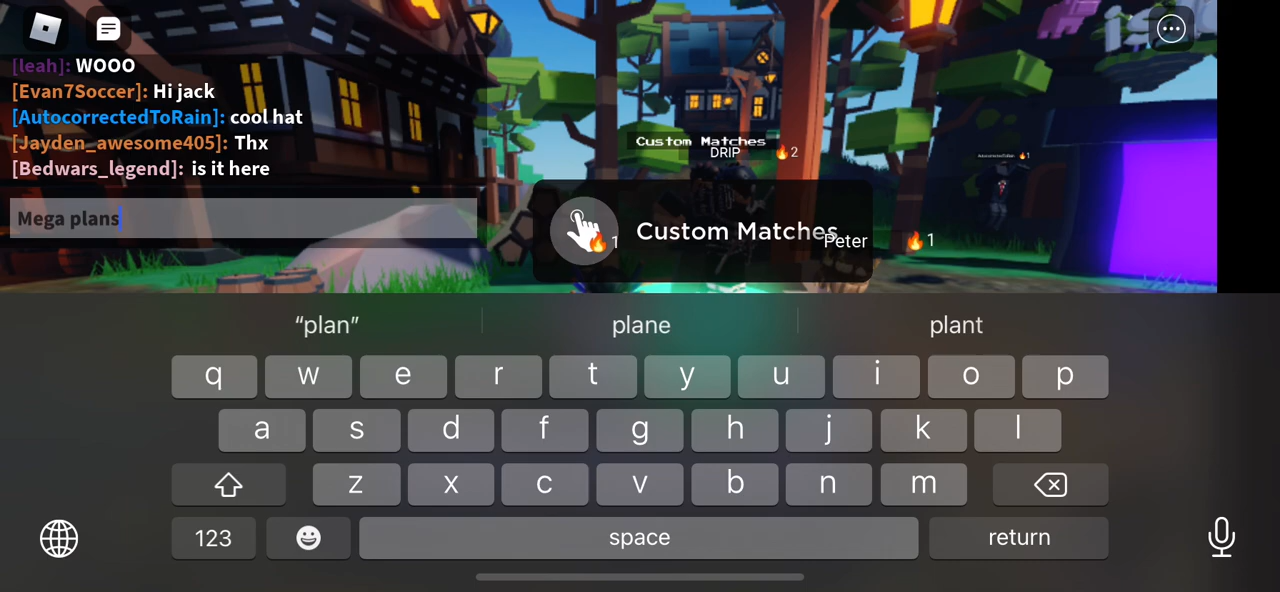 [leah]: WOOO
[Evan7Soccer]: Hi jack
[AutocorrectedToRain]: cool hat
[Jayden_awesome405]: Thx
[Bedwars_legend]: is it here
Mega plans
Custom Matches
DRIP 🔥2
🔥1
Custom Matches
🔥1
Peter 🔥1
“plan” plane plant
q w e r t y u i o p
a s d f g h j k l
z x c v b n m
123 space return